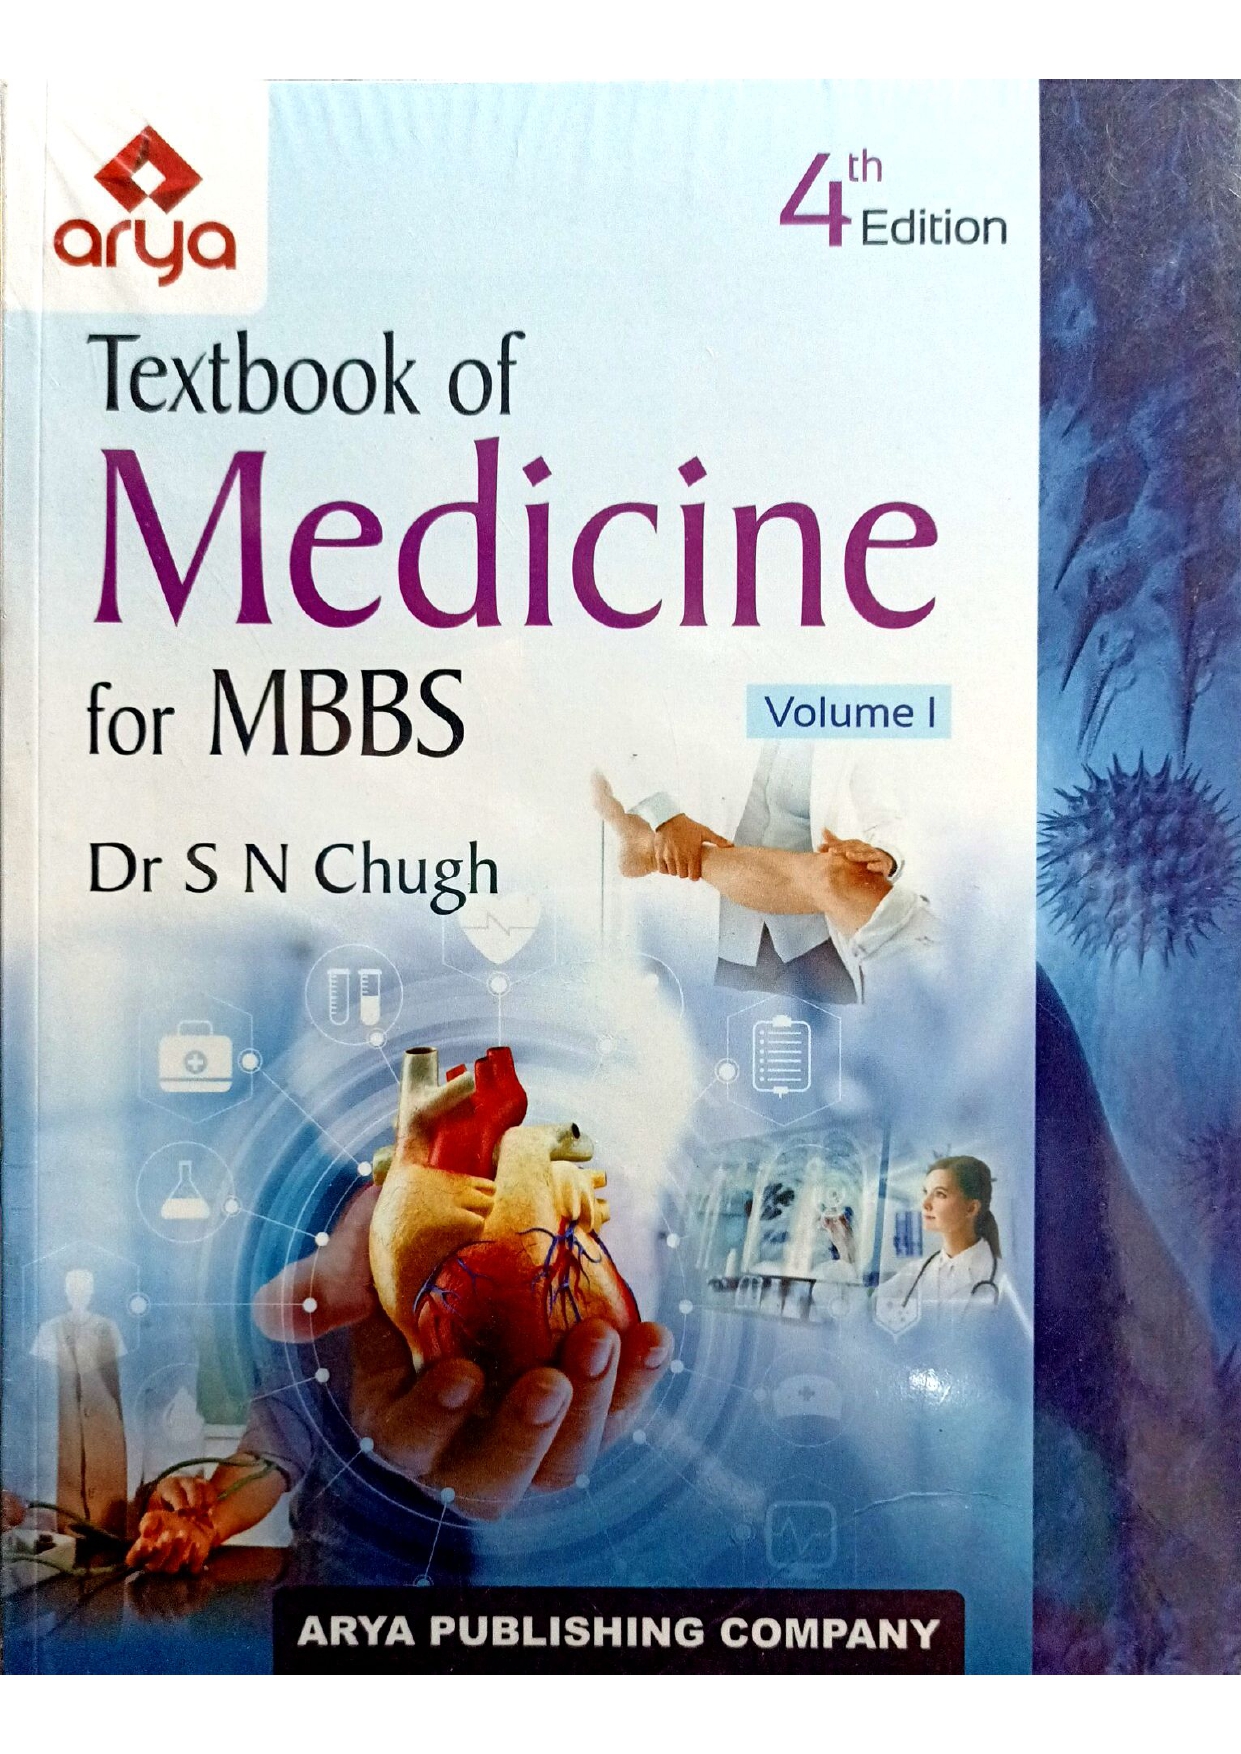 arya
4th Edition
Textbook of
Medicine
for MBBS
Volume I
Dr S N Chugh
ARYA PUBLISHING COMPANY